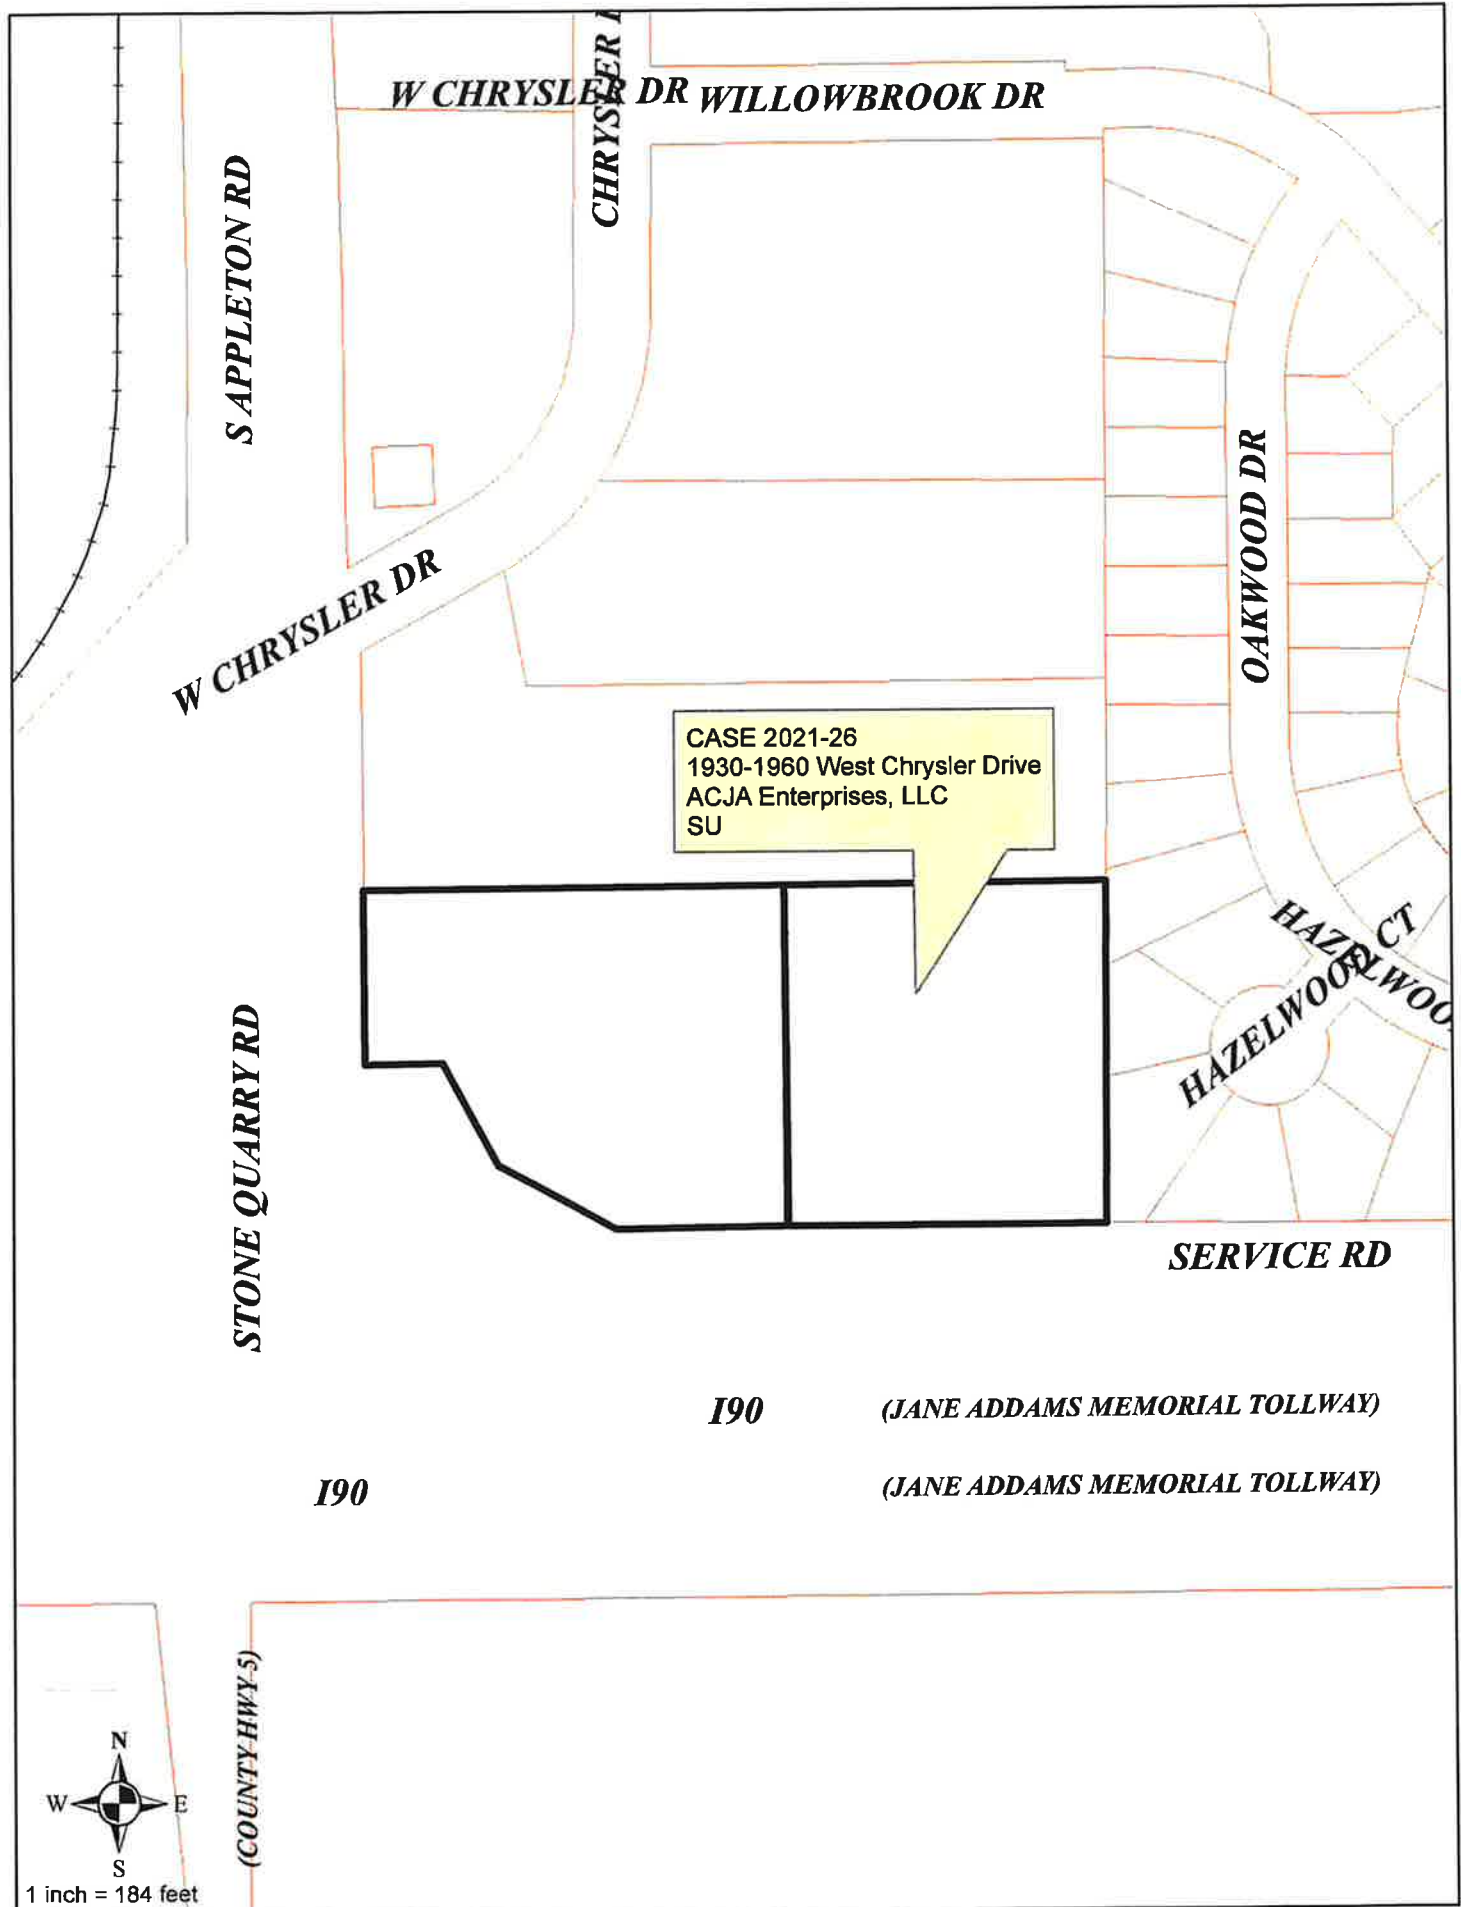 W CHRYSLER DR
WILLOWBROOK DR
CHRYSLER
S APPLETON RD
W CHRYSLER DR
OAKWOOD DR
CASE 2021-26
1930-1960 West Chrysler Drive
ACJA Enterprises, LLC
SU
HAZELWOO
HAZELWOOD CT
STONE QUARRY RD
SERVICE RD
I90
(JANE ADDAMS MEMORIAL TOLLWAY)
I90
(JANE ADDAMS MEMORIAL TOLLWAY)
(COUNTY HWY 5)
N
W
E
S
1 inch = 184 feet